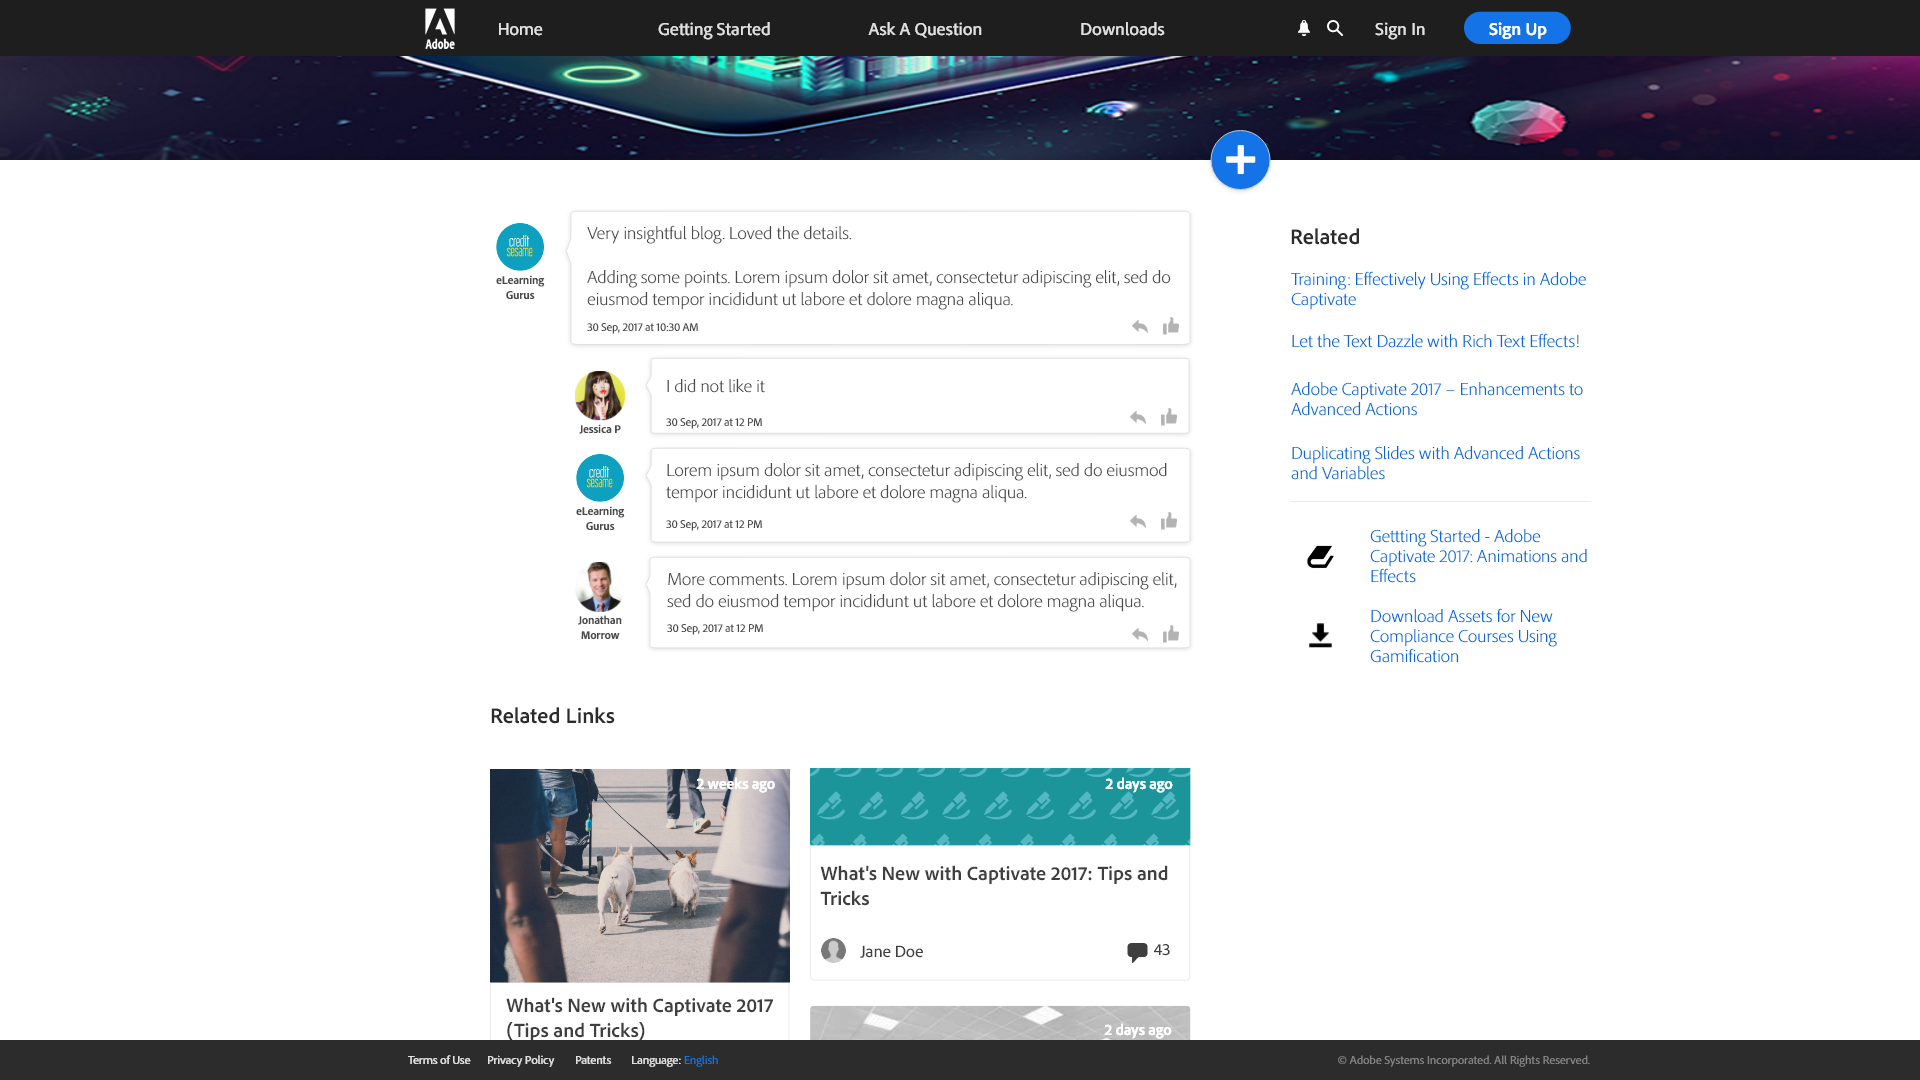 Adobe
Home
Getting Started
Ask A Question
Downloads
Sign In
Sign Up
credit
sesame
eLearning
Gurus
Very insightful blog. Loved the details.
Adding some points. Lorem ipsum dolor sit amet, consectetur adipiscing elit, sed do
eiusmod tempor incididunt ut labore et dolore magna aliqua.
30 Sep, 2017 at 10:30 AM
Jessica P
I did not like it
30 Sep, 2017 at 12 PM
credit
sesame
eLearning
Gurus
Lorem ipsum dolor sit amet, consectetur adipiscing elit, sed do eiusmod
tempor incididunt ut labore et dolore magna aliqua.
30 Sep, 2017 at 12 PM
Jonathan
Morrow
More comments. Lorem ipsum dolor sit amet, consectetur adipiscing elit,
sed do eiusmod tempor incididunt ut labore et dolore magna aliqua.
30 Sep, 2017 at 12 PM
Related
Training: Effectively Using Effects in Adobe
Captivate
Let the Text Dazzle with Rich Text Effects!
Adobe Captivate 2017 – Enhancements to
Advanced Actions
Duplicating Slides with Advanced Actions
and Variables
Gettting Started - Adobe
Captivate 2017: Animations and
Effects
Download Assets for New
Compliance Courses Using
Gamification
Related Links
2 weeks ago
What's New with Captivate 2017
(Tips and Tricks)
2 days ago
What's New with Captivate 2017: Tips and
Tricks
Jane Doe
43
2 days ago
Terms of Use
Privacy Policy
Patents
Language: English
© Adobe Systems Incorporated. All Rights Reserved.